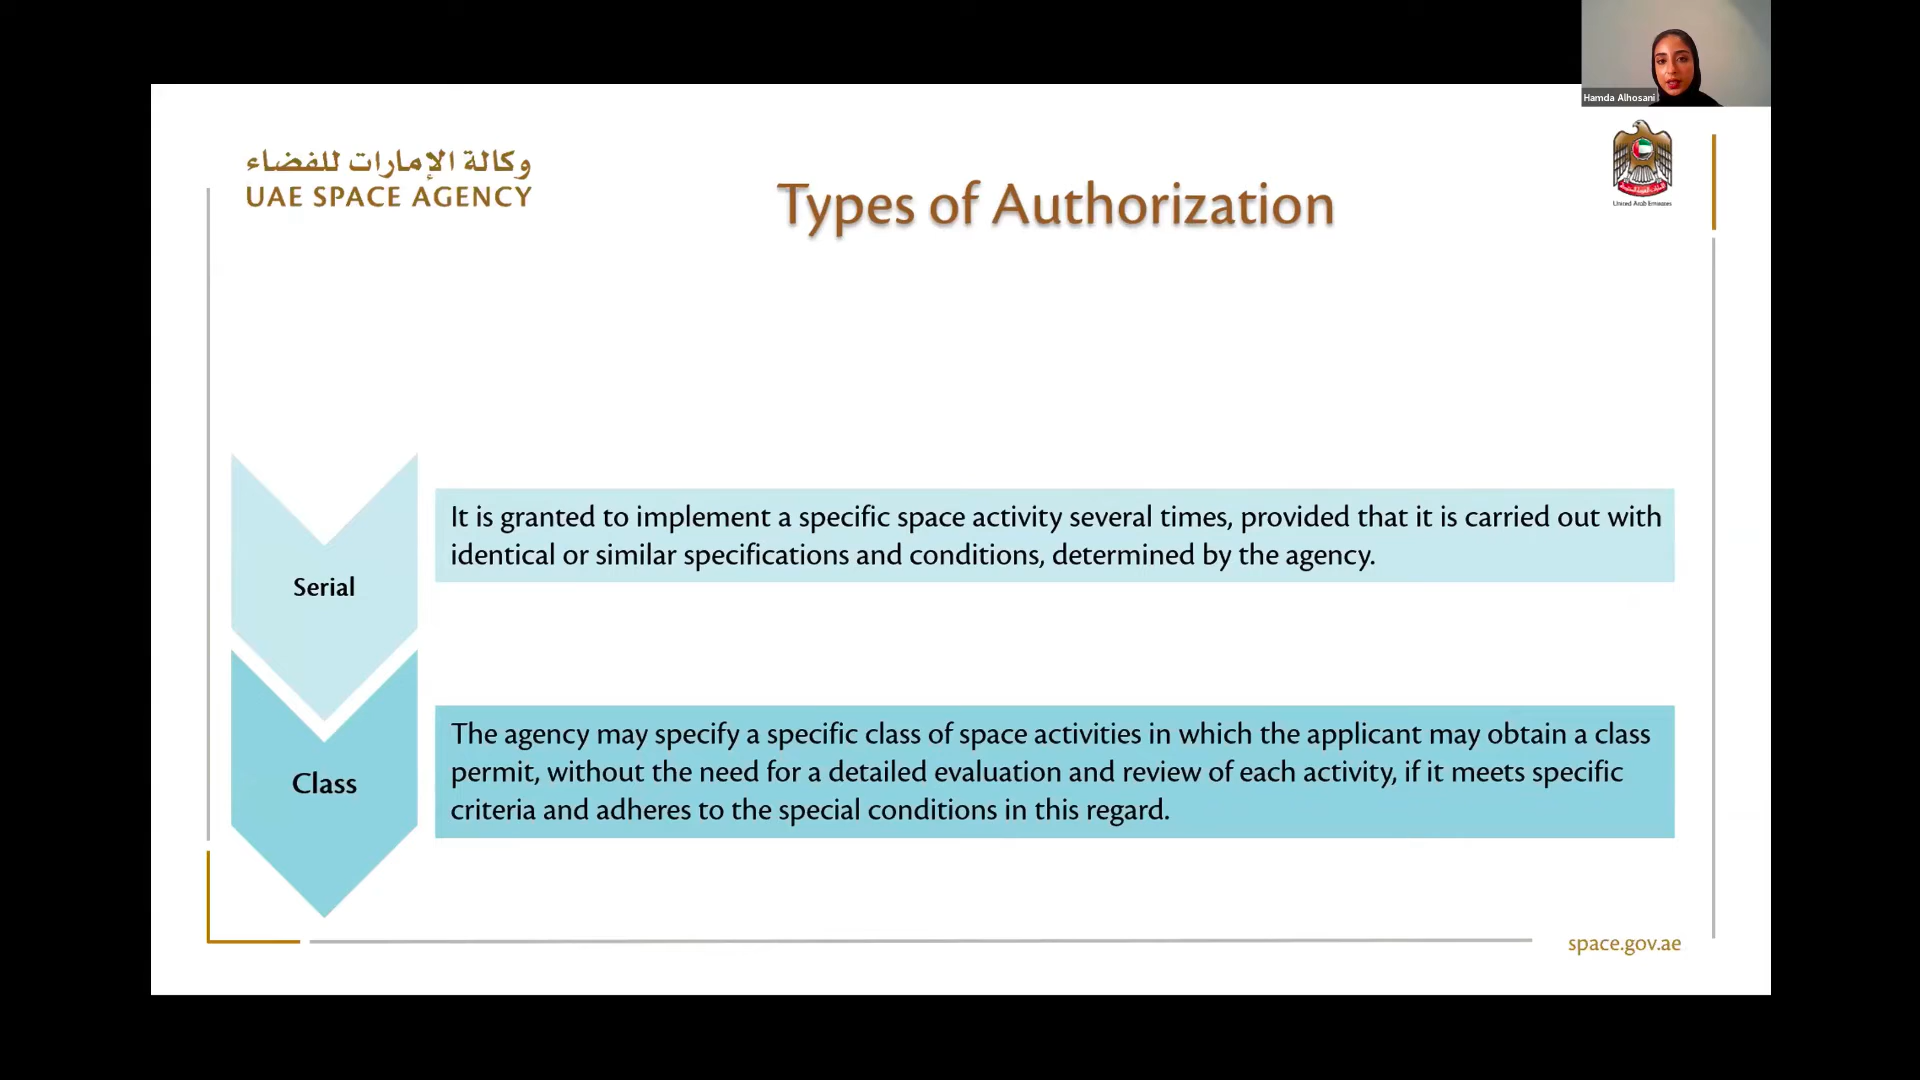 Hamda Alhosani
وكالة الإمارات للفضاء
UAE SPACE AGENCY
Types of Authorization
United Arab Emirates
Serial
It is granted to implement a specific space activity several times, provided that it is carried out with
identical or similar specifications and conditions, determined by the agency.
Class
The agency may specify a specific class of space activities in which the applicant may obtain a class
permit, without the need for a detailed evaluation and review of each activity, if it meets specific
criteria and adheres to the special conditions in this regard.
space.gov.ae